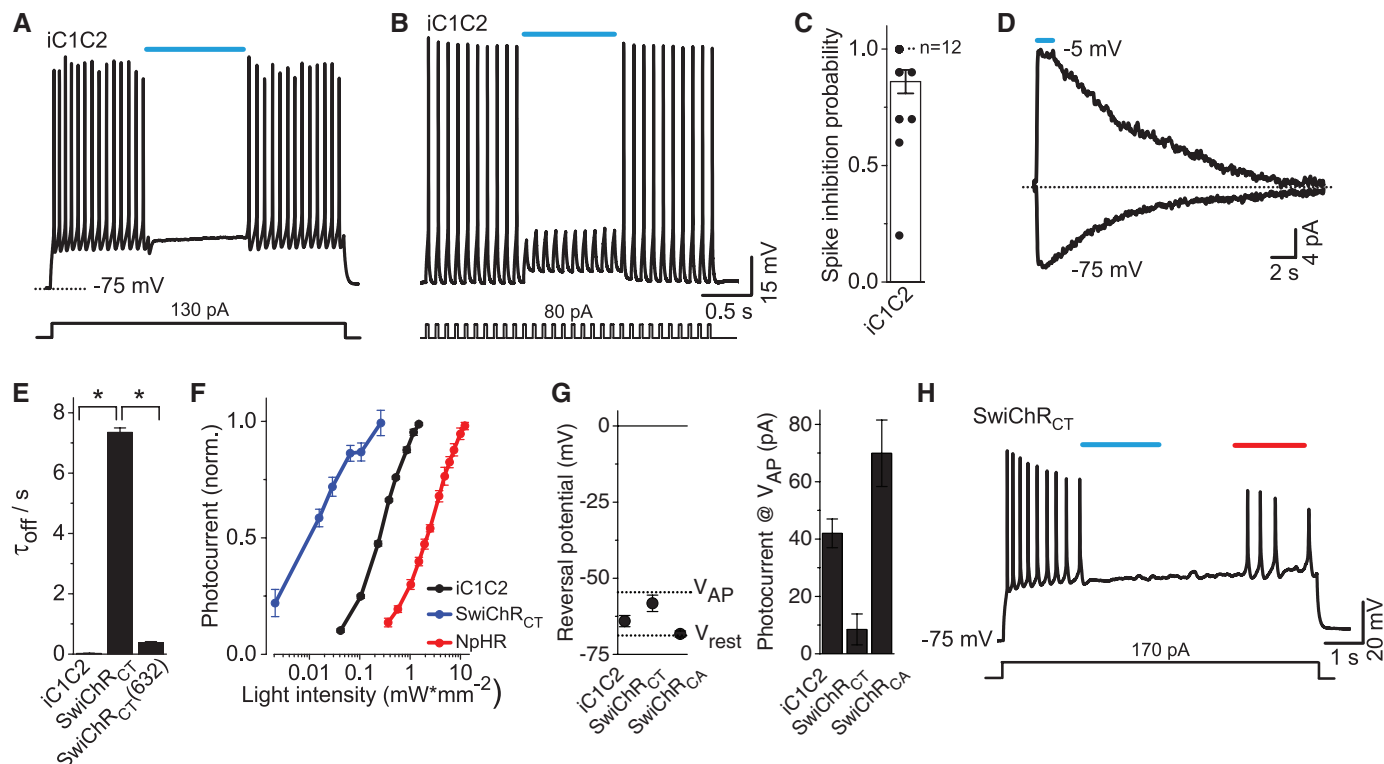 A
iC1C2
-75 mV
130 pA
B
iC1C2
80 pA
15 mV
0.5 s
C
Spike inhibition probability
1.0
0.5
0.0
n=12
iC1C2
D
-5 mV
-75 mV
4 pA
2 s
E
τoff / s
8
6
4
2
0
* *
iC1C2
SwiChRCT
SwiChRCT(632)
F
Photocurrent (norm.)
1.0
0.5
0.0
iC1C2
SwiChRCT
NpHR
0.01 0.1 1 10
Light intensity (mW*mm-2)
G
Reversal potential (mV)
0
-25
-50
-75
VAP
Vrest
iC1C2
SwiChRCT
SwiChRCA
Photocurrent @ VAP (pA)
80
60
40
20
0
iC1C2
SwiChRCT
SwiChRCA
H
SwiChRCT
-75 mV
170 pA
20 mV
1 s